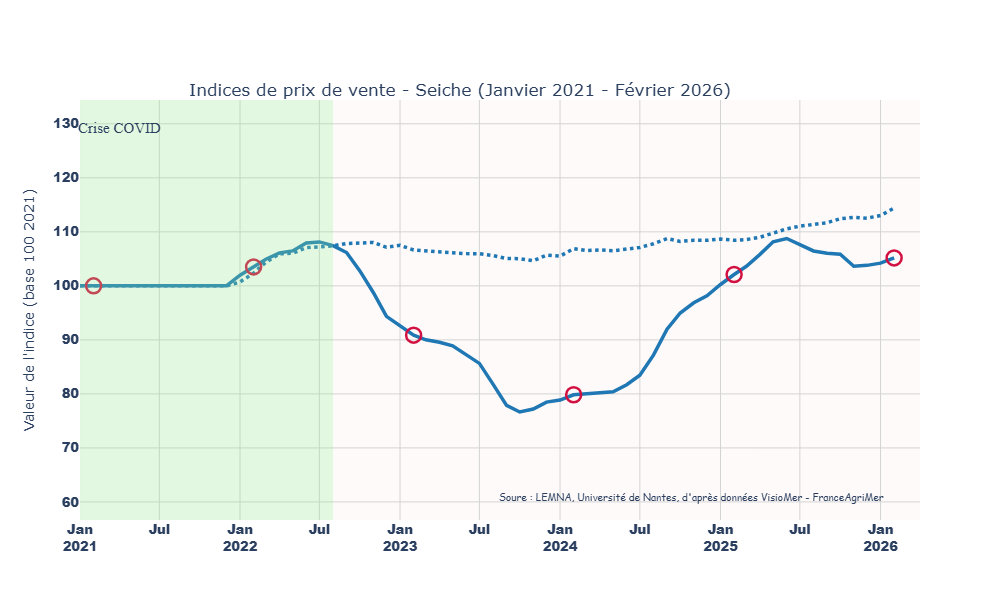 Indices de prix de vente - Seiche (Janvier 2021 - Février 2026)
Valeur de l'indice (base 100 2021)
130
Crise COVID
120
110
100
90
80
70
60
Soure : LEMNA, Université de Nantes, d'après données VisioMer - FranceAgriMer
Jan Jul Jan Jul Jan Jul Jan Jul Jan Jul Jan
2021 2022 2023 2024 2025 2026